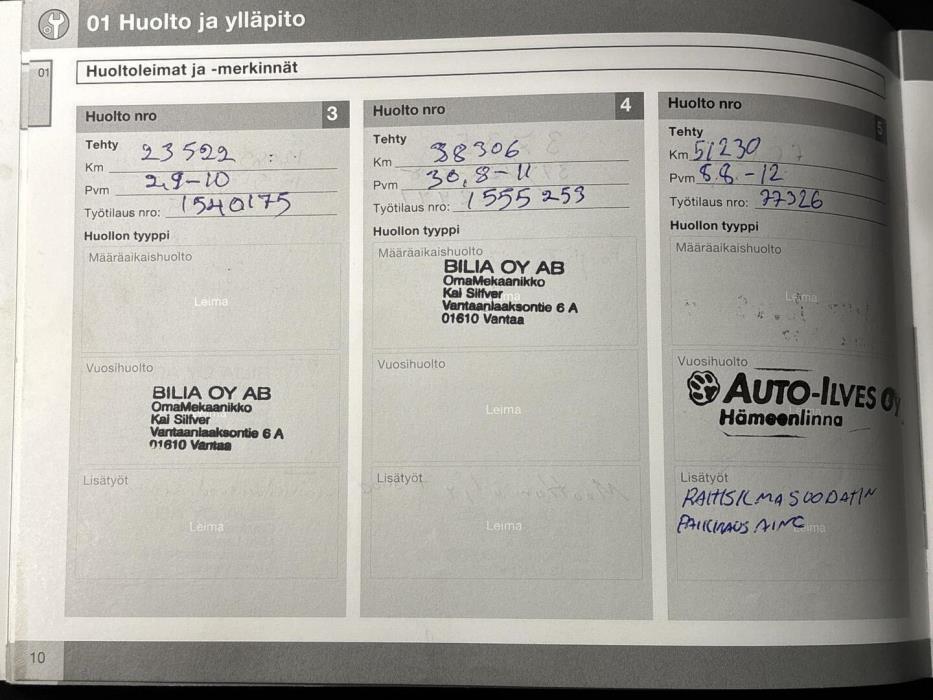 01 Huolto ja ylläpito
01
Huoltoleimat ja -merkinnät
Huolto nro 3
Tehty
Km 23522
Pvm 2.9-10
Työtilaus nro: 1540175
Huollon tyyppi
Määräaikaishuolto
Leima
Vuosihuolto
BILIA OY AB
OmaMekaanikko
Kai Silfver
Vantaanlaaksontie 6 A
01610 Vantaa
Lisätyöt
Leima
Huolto nro 4
Tehty
Km 38306
Pvm 30.8-11
Työtilaus nro: 1555253
Huollon tyyppi
Määräaikaishuolto
BILIA OY AB
OmaMekaanikko
Kai Silfver
Vantaanlaaksontie 6 A
01610 Vantaa
Vuosihuolto
Leima
Lisätyöt
Leima
Huolto nro 5
Tehty
Km 51230
Pvm 8.8-12
Työtilaus nro: 77326
Huollon tyyppi
Määräaikaishuolto
Leima
Vuosihuolto
AUTO-ILVES Oy
Hämeenlinna
Lisätyöt
RAITISILMASUODATIN
PAIKKAUSAINE
Leima
10